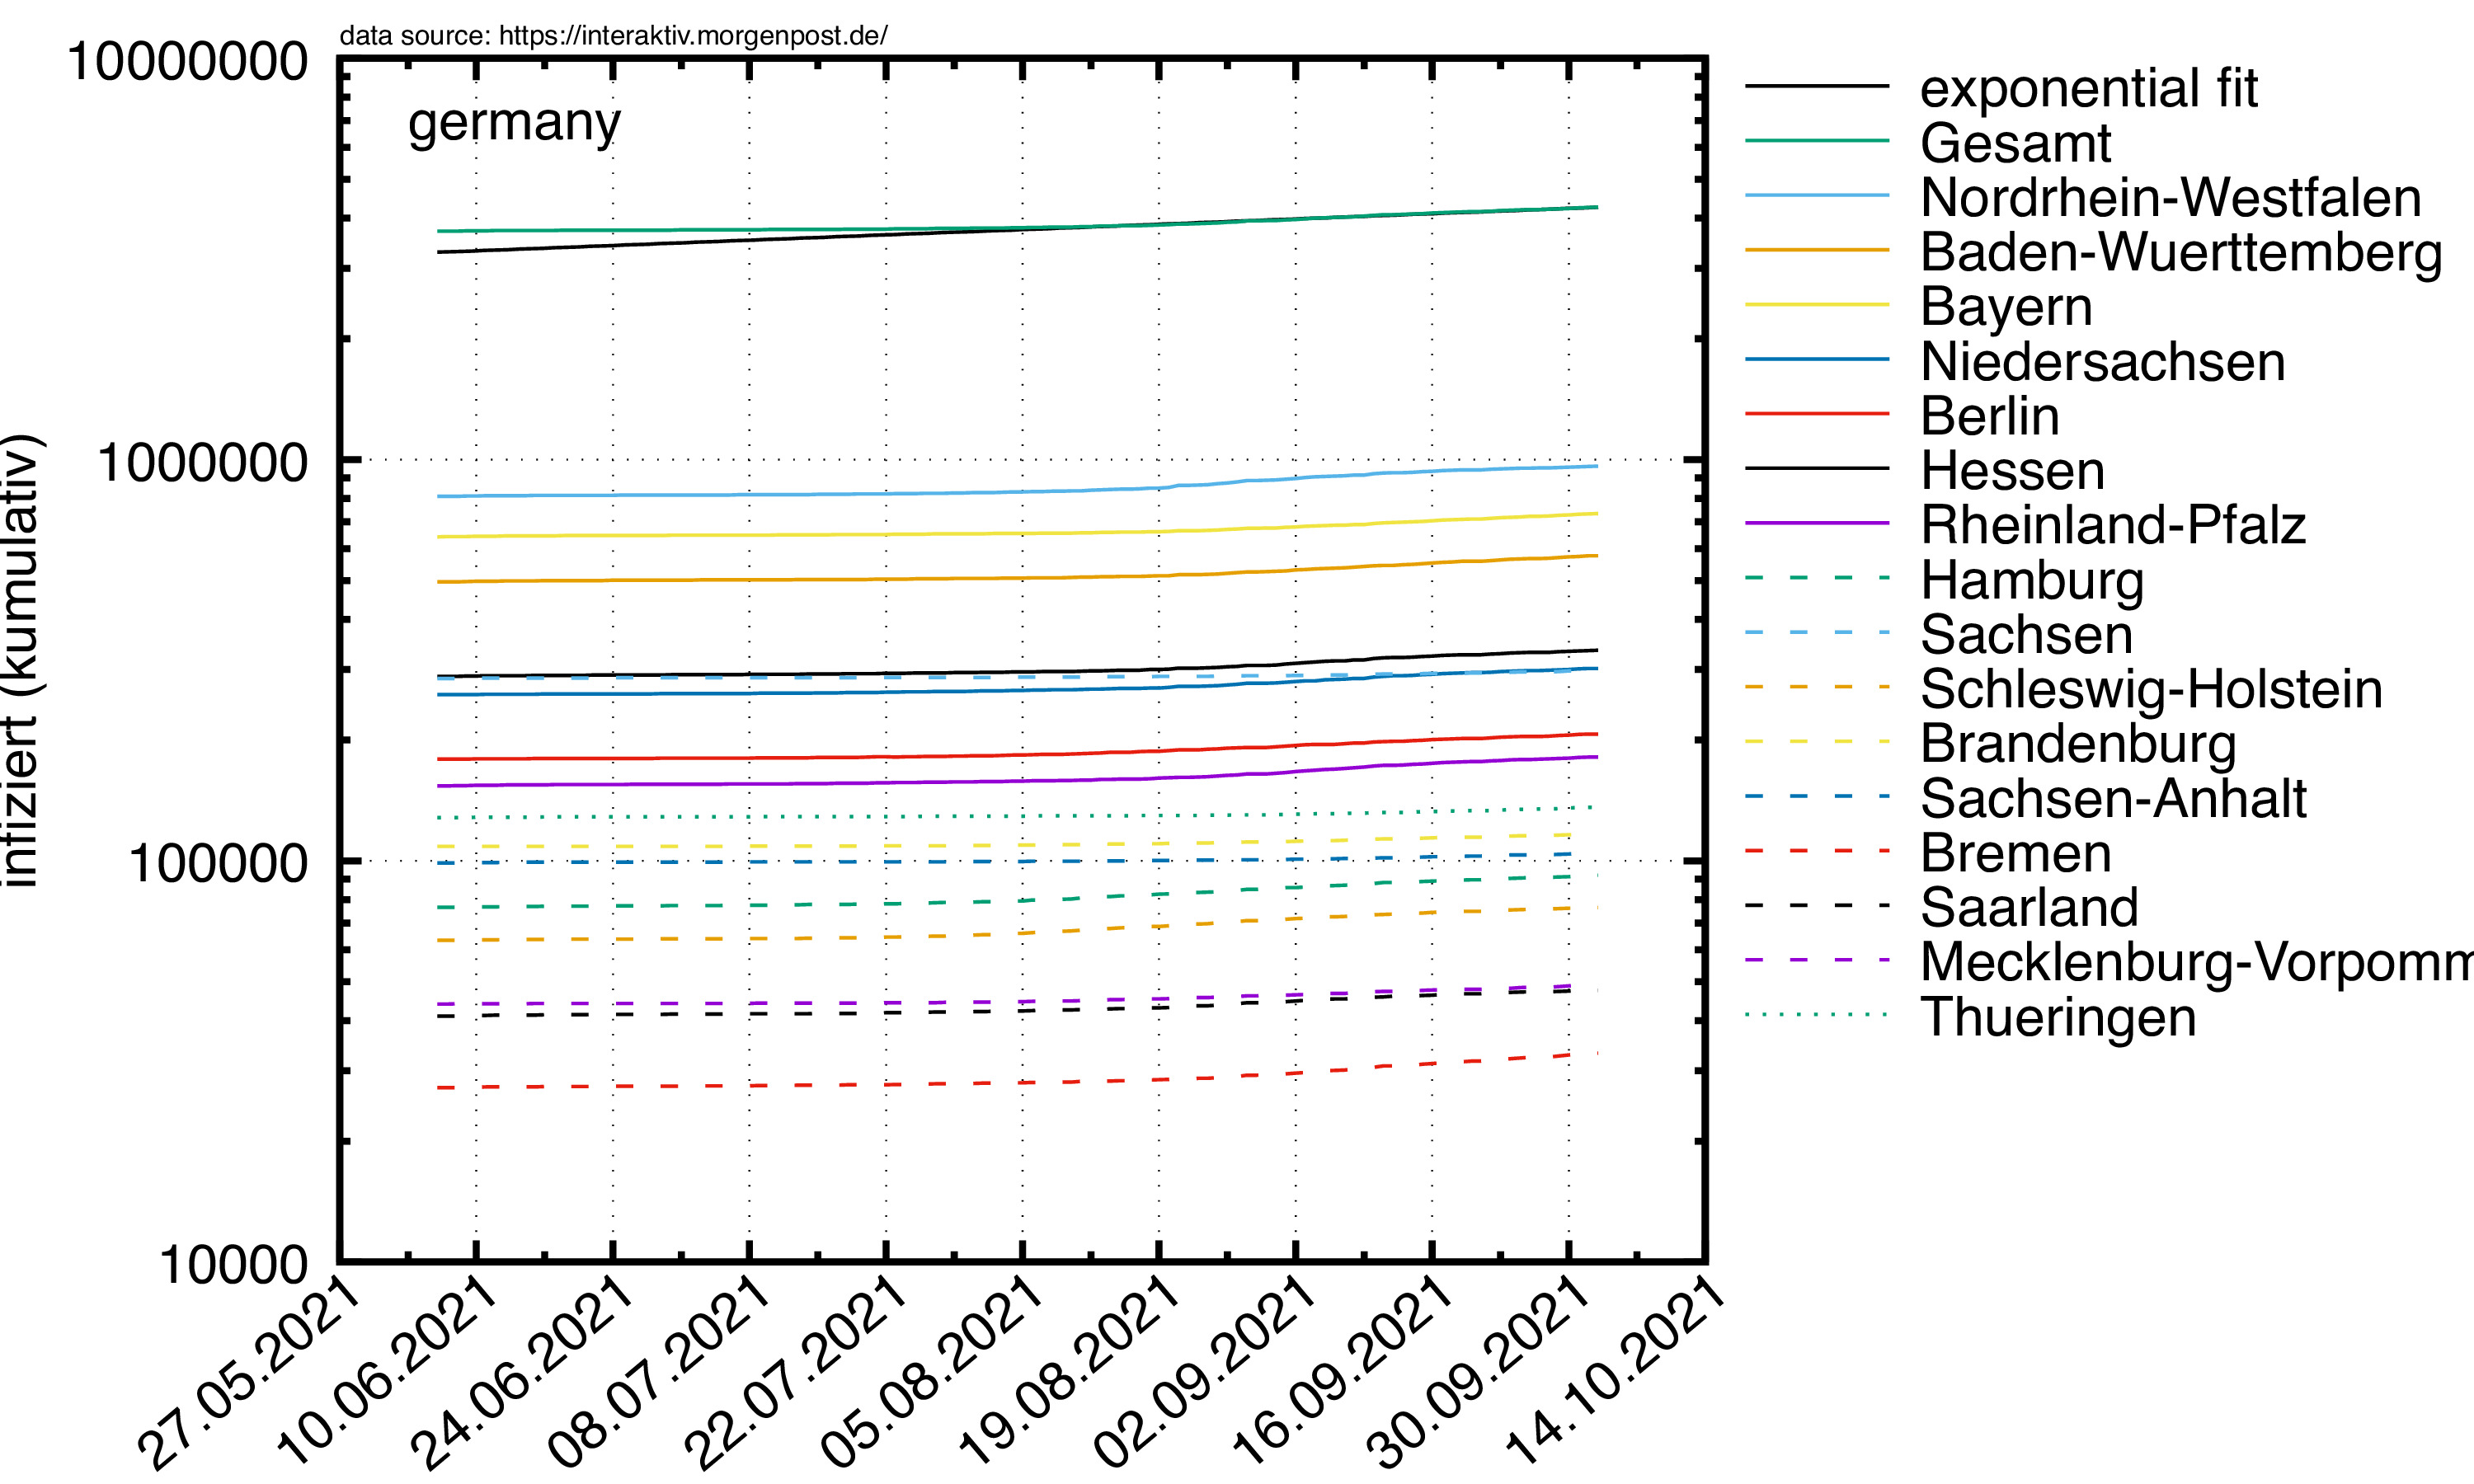 data source: https://interaktiv.morgenpost.de/
germany
infiziert (kumulativ)
10000000
1000000
100000
10000
27.05.2021
10.06.2021
24.06.2021
08.07.2021
22.07.2021
05.08.2021
19.08.2021
02.09.2021
16.09.2021
30.09.2021
14.10.2021
exponential fit
Gesamt
Nordrhein-Westfalen
Baden-Wuerttemberg
Bayern
Niedersachsen
Berlin
Hessen
Rheinland-Pfalz
Hamburg
Sachsen
Schleswig-Holstein
Brandenburg
Sachsen-Anhalt
Bremen
Saarland
Mecklenburg-Vorpomm
Thueringen